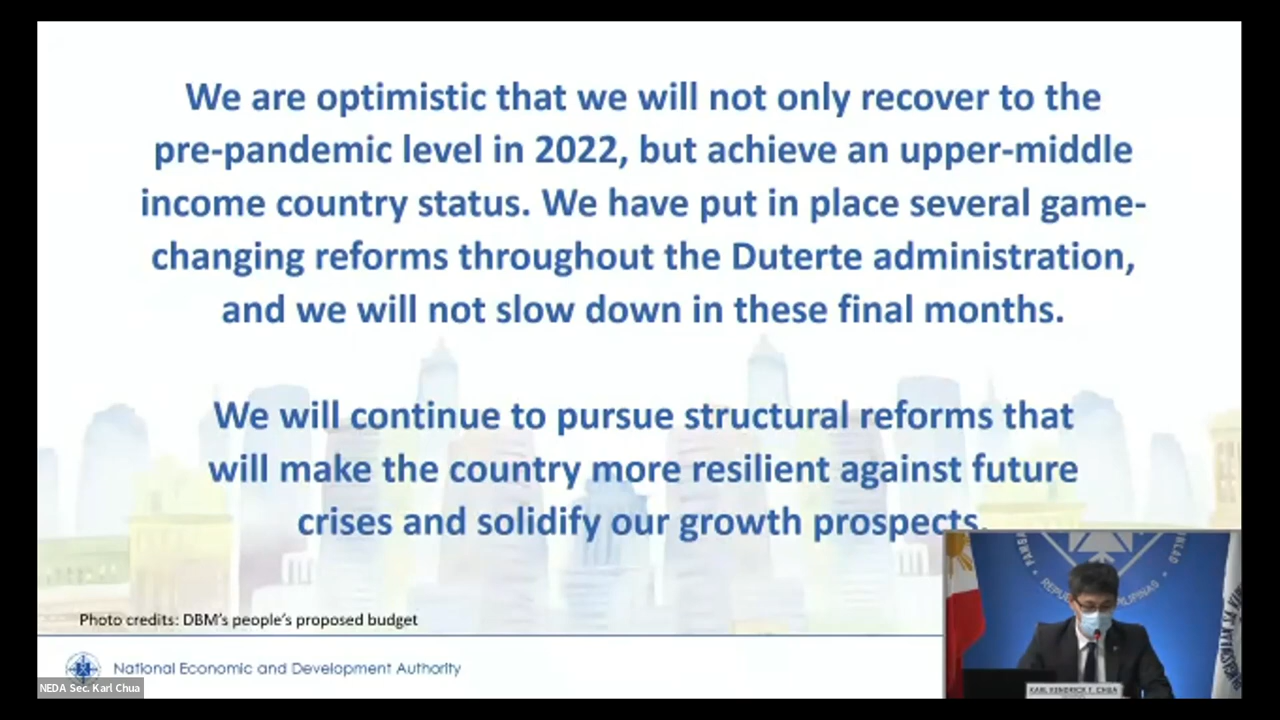 We are optimistic that we will not only recover to the
pre-pandemic level in 2022, but achieve an upper-middle
income country status. We have put in place several game-
changing reforms throughout the Duterte administration,
and we will not slow down in these final months.
We will continue to pursue structural reforms that
will make the country more resilient against future
crises and solidify our growth prospects.
Photo credits: DBM's people's proposed budget
National Economic and Development Authority
NEDA Sec. Karl Chua
KARL KENDRICK T. CHUA